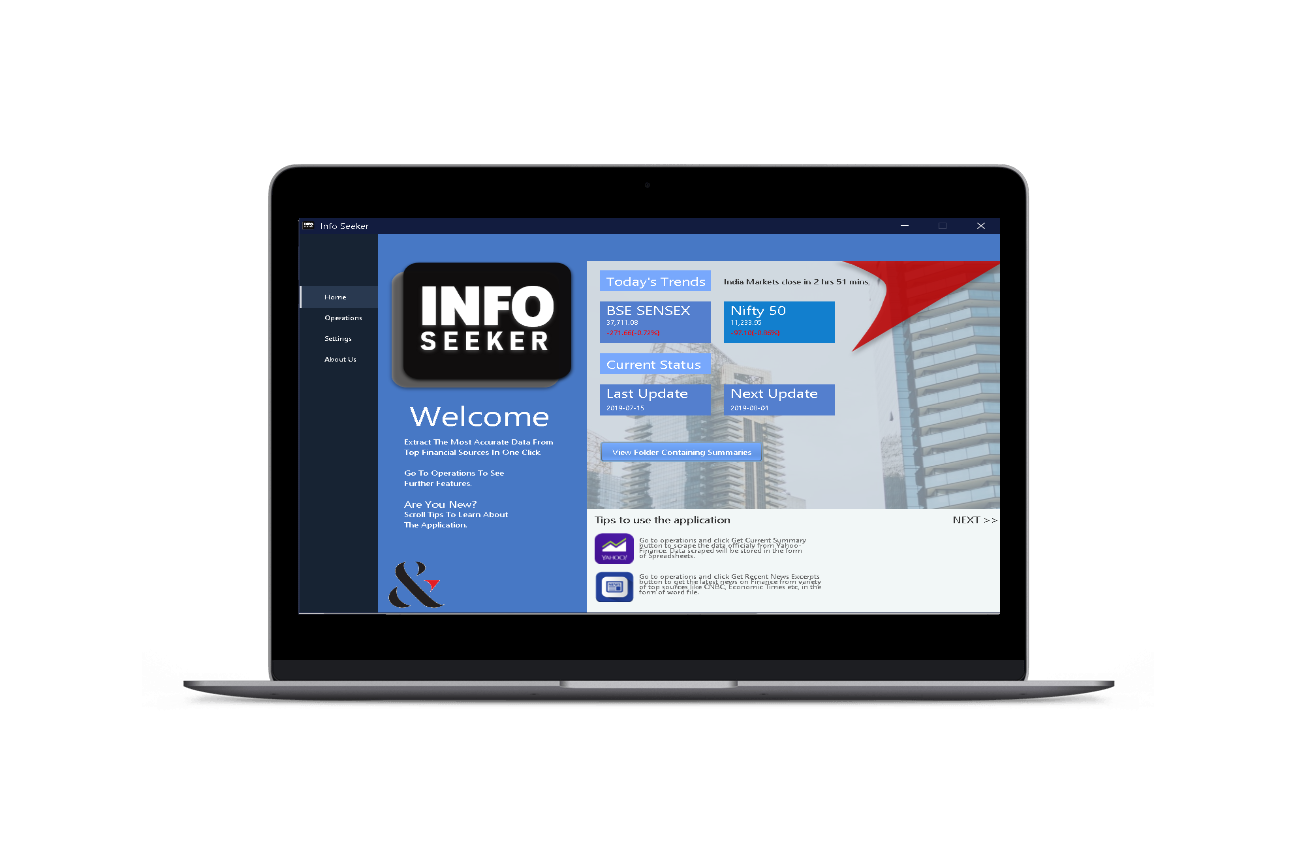 Info Seeker
Home
Operations
Settings
About Us
INFO
SEEKER
Welcome
Extract The Most Accurate Data From
Top Financial Sources In One Click.
Go To Operations To See
Further Features.
Are You New?
Scroll Tips To Learn About
The Application.
&
Today's Trends
India Markets close in 2 hrs 51 mins.
BSE SENSEX
37,711.08
Nifty 50
11,233.95
Current Status
Last Update
2019-07-15
Next Update
2019-08-01
View Folder Containing Summaries
Tips to use the application
NEXT >>
YAHOO!
Go to operations and click Get Current Summary
button to scrape the data officialy from Yahoo-
Finance. Data scraped will be stored in the form
of Spreadsheets.
Go to operations and click Get Recent News Excerpts
button to get the latest news on Finance from variety
of top sources like CNBC, Economic Times etc, in the
form of word file.